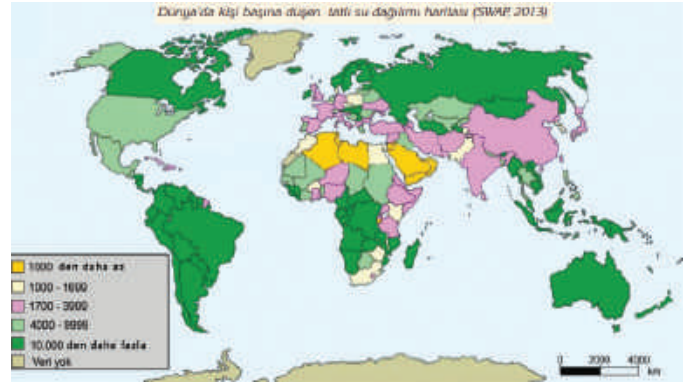 Dünya'da kişi başına düşen tatlı su dağılımı haritası (SWAP, 2013)
1000 den daha az
1000 - 1699
1700 - 3999
4000 - 9999
10.000 den daha fazla
Veri yok
0 2000 4000
km